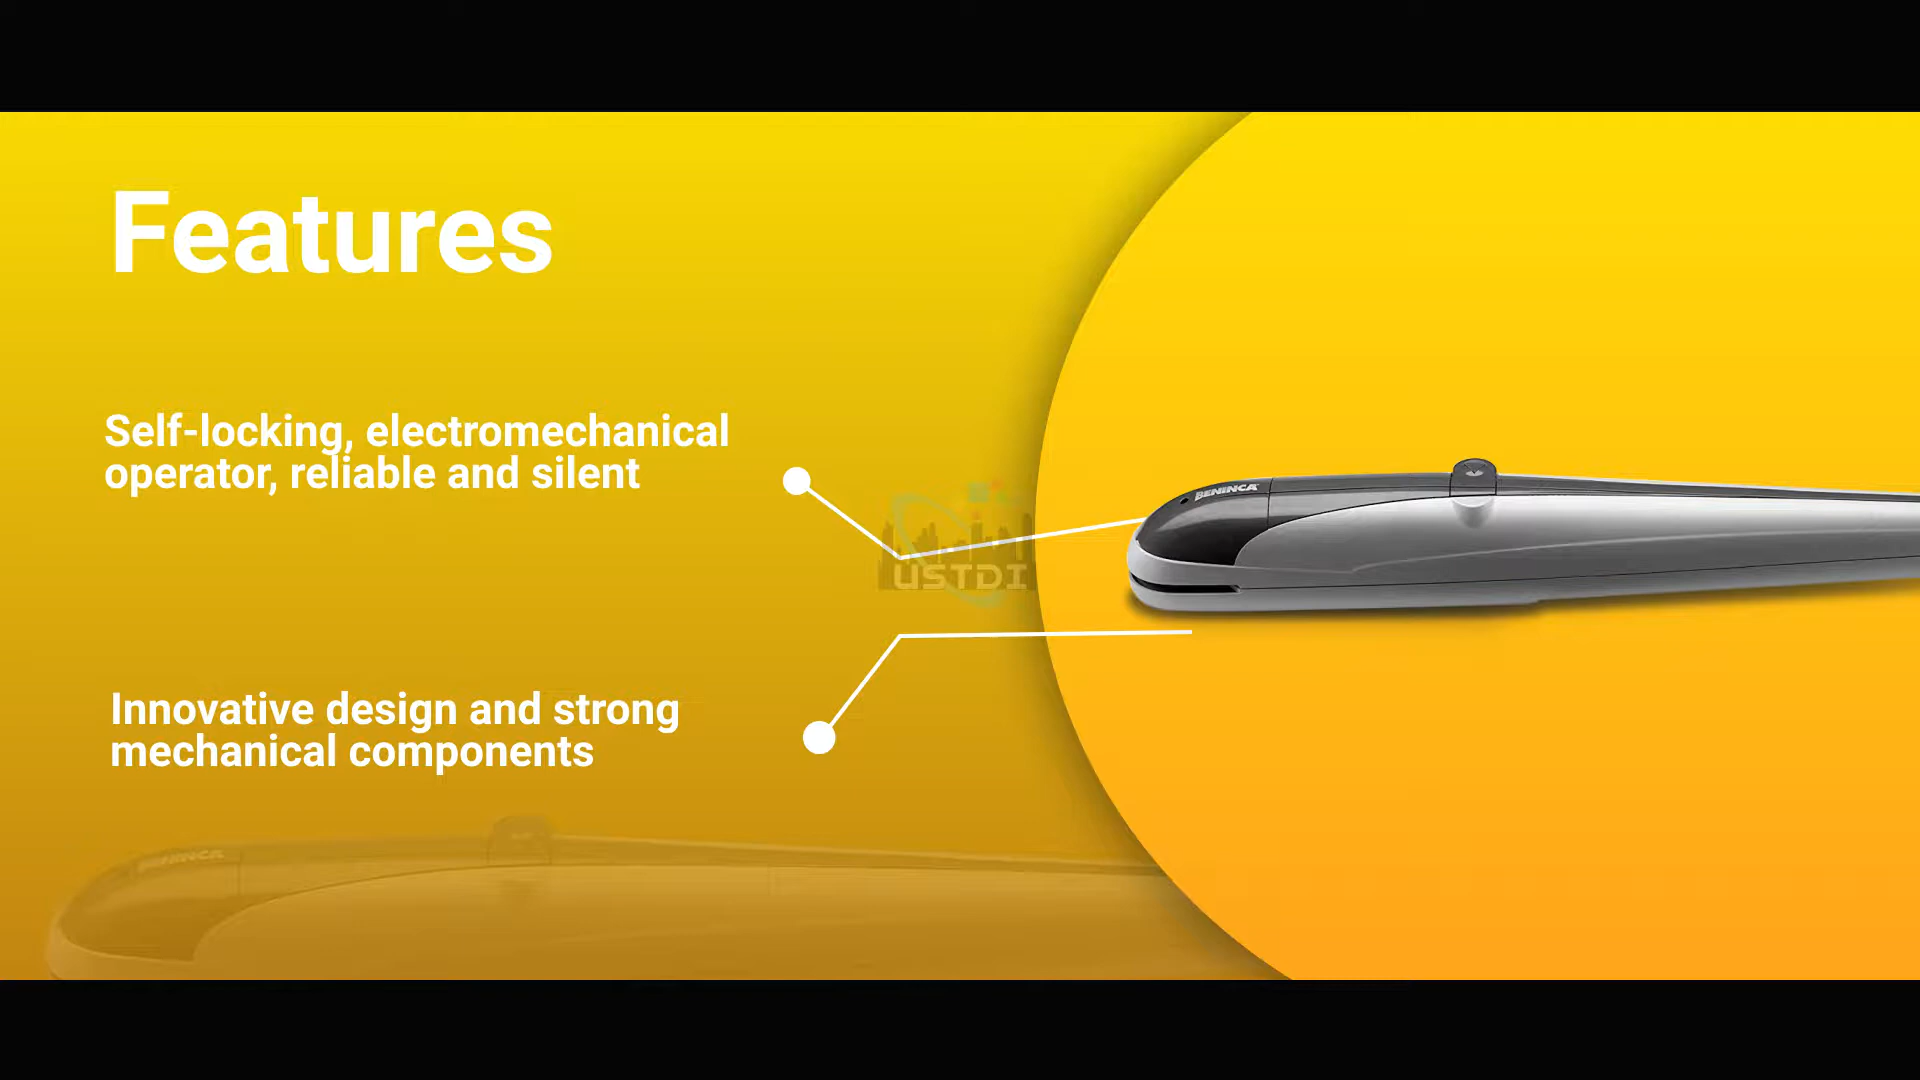 Features
Self-locking, electromechanical
operator, reliable and silent
BENINCA
USTDI
Innovative design and strong
mechanical components